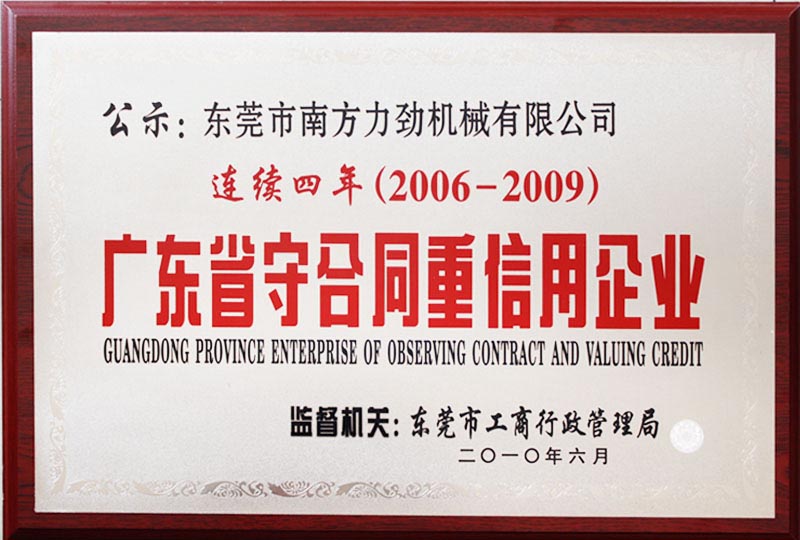 公示：东莞市南方力劲机械有限公司
连续四年(2006-2009)
广东省守合同重信用企业
GUANGDONG PROVINCE ENTERPRISE OF OBSERVING CONTRACT AND VALUING CREDIT
监督机关：东莞市工商行政管理局
二〇一〇年六月